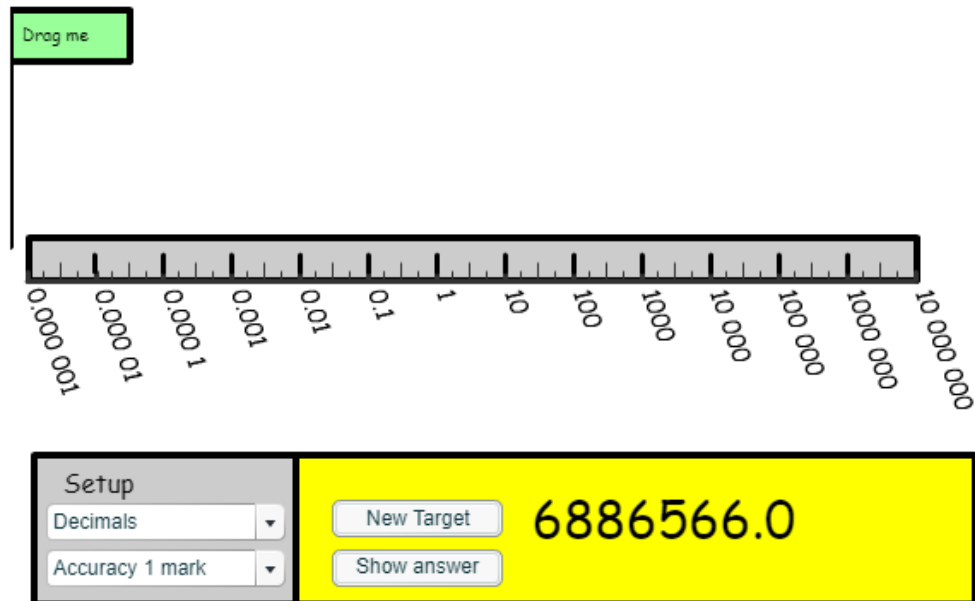 Drag me
0.000 001
0.000 01
0.000 1
0.001
0.01
0.1
1
10
100
1000
10 000
100 000
1000 000
10 000 000
Setup
Decimals
Accuracy 1 mark
New Target
Show answer
6886566.0